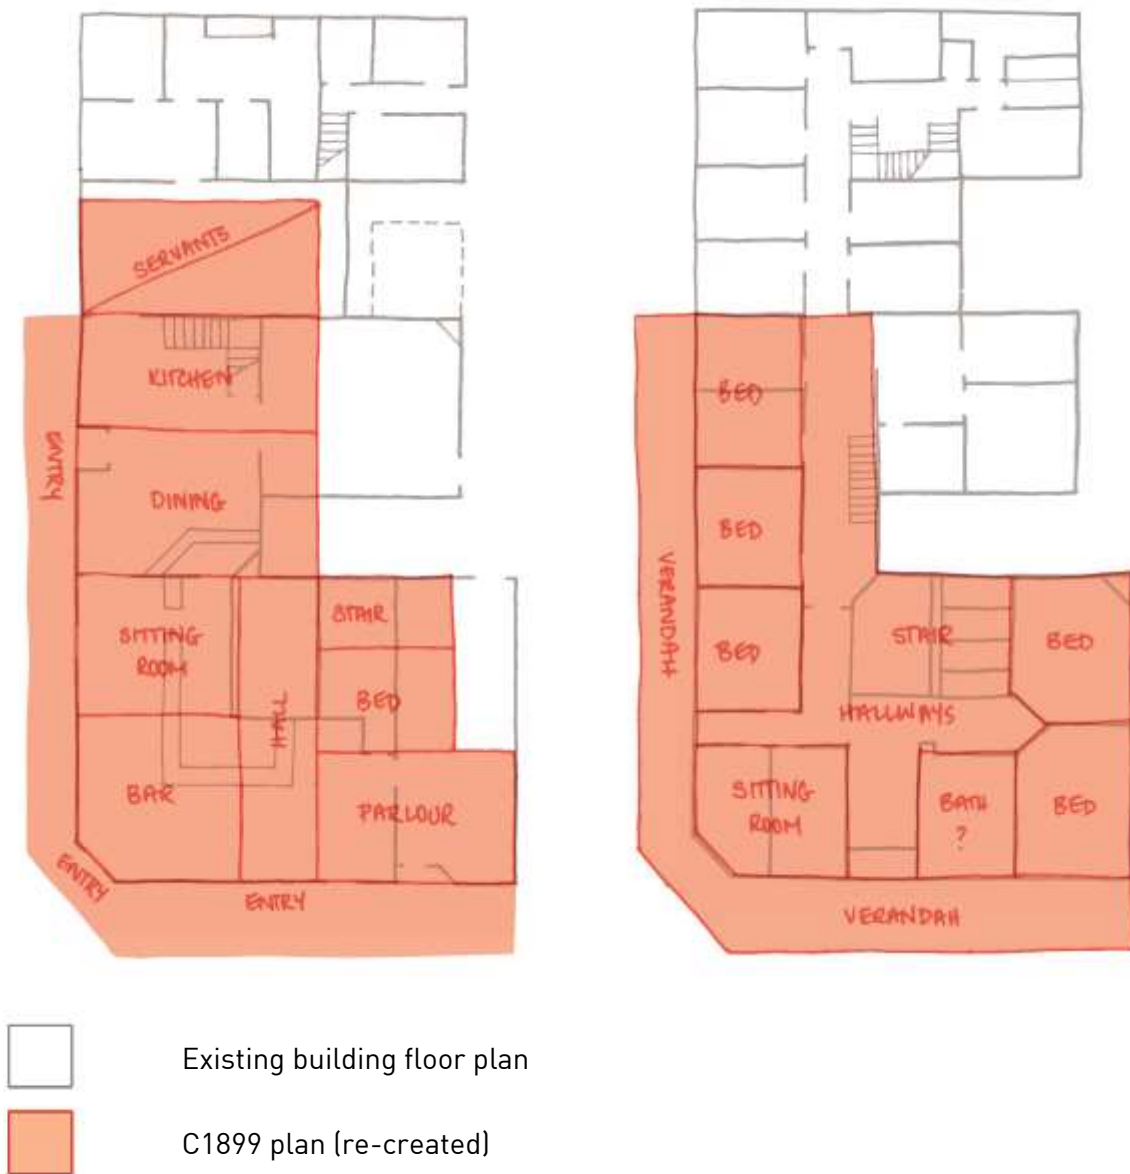 SERVANTS
KITCHEN
ENTRY
DINING
SITTING
ROOM
STAIR
BED
HALL
BAR
PARLOUR
ENTRY
ENTRY
BED
BED
VERANDAH
BED
STAIR
BED
HALLWAYS
SITTING
ROOM
BATH
?
BED
VERANDAH
Existing building floor plan
C1899 plan (re-created)